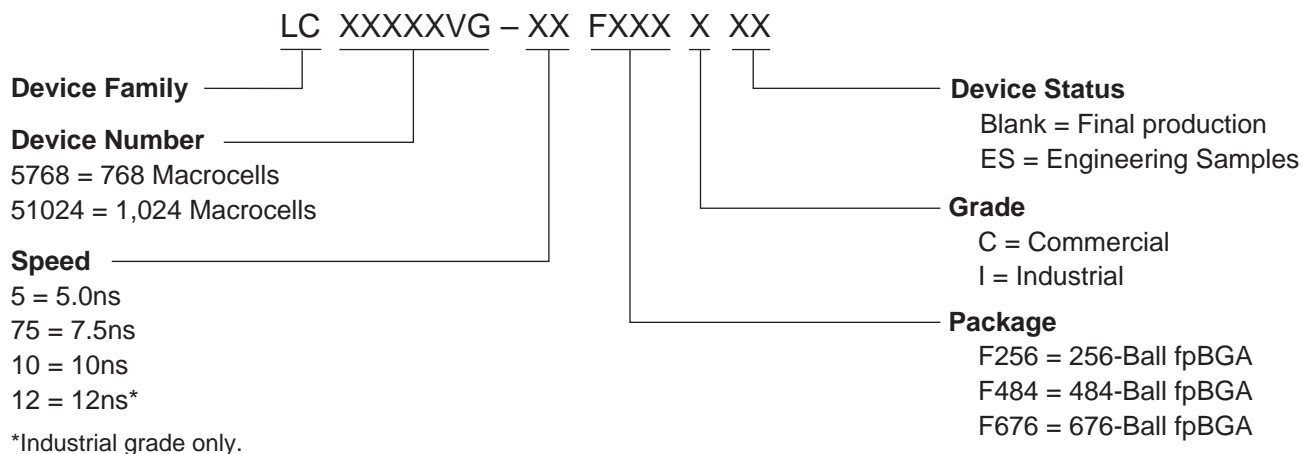 LC XXXXXVG – XX FXXX X XX
Device Family
Device Number
5768 = 768 Macrocells
51024 = 1,024 Macrocells
Speed
5 = 5.0ns
75 = 7.5ns
10 = 10ns
12 = 12ns*
*Industrial grade only.
Device Status
Blank = Final production
ES = Engineering Samples
Grade
C = Commercial
I = Industrial
Package
F256 = 256-Ball fpBGA
F484 = 484-Ball fpBGA
F676 = 676-Ball fpBGA